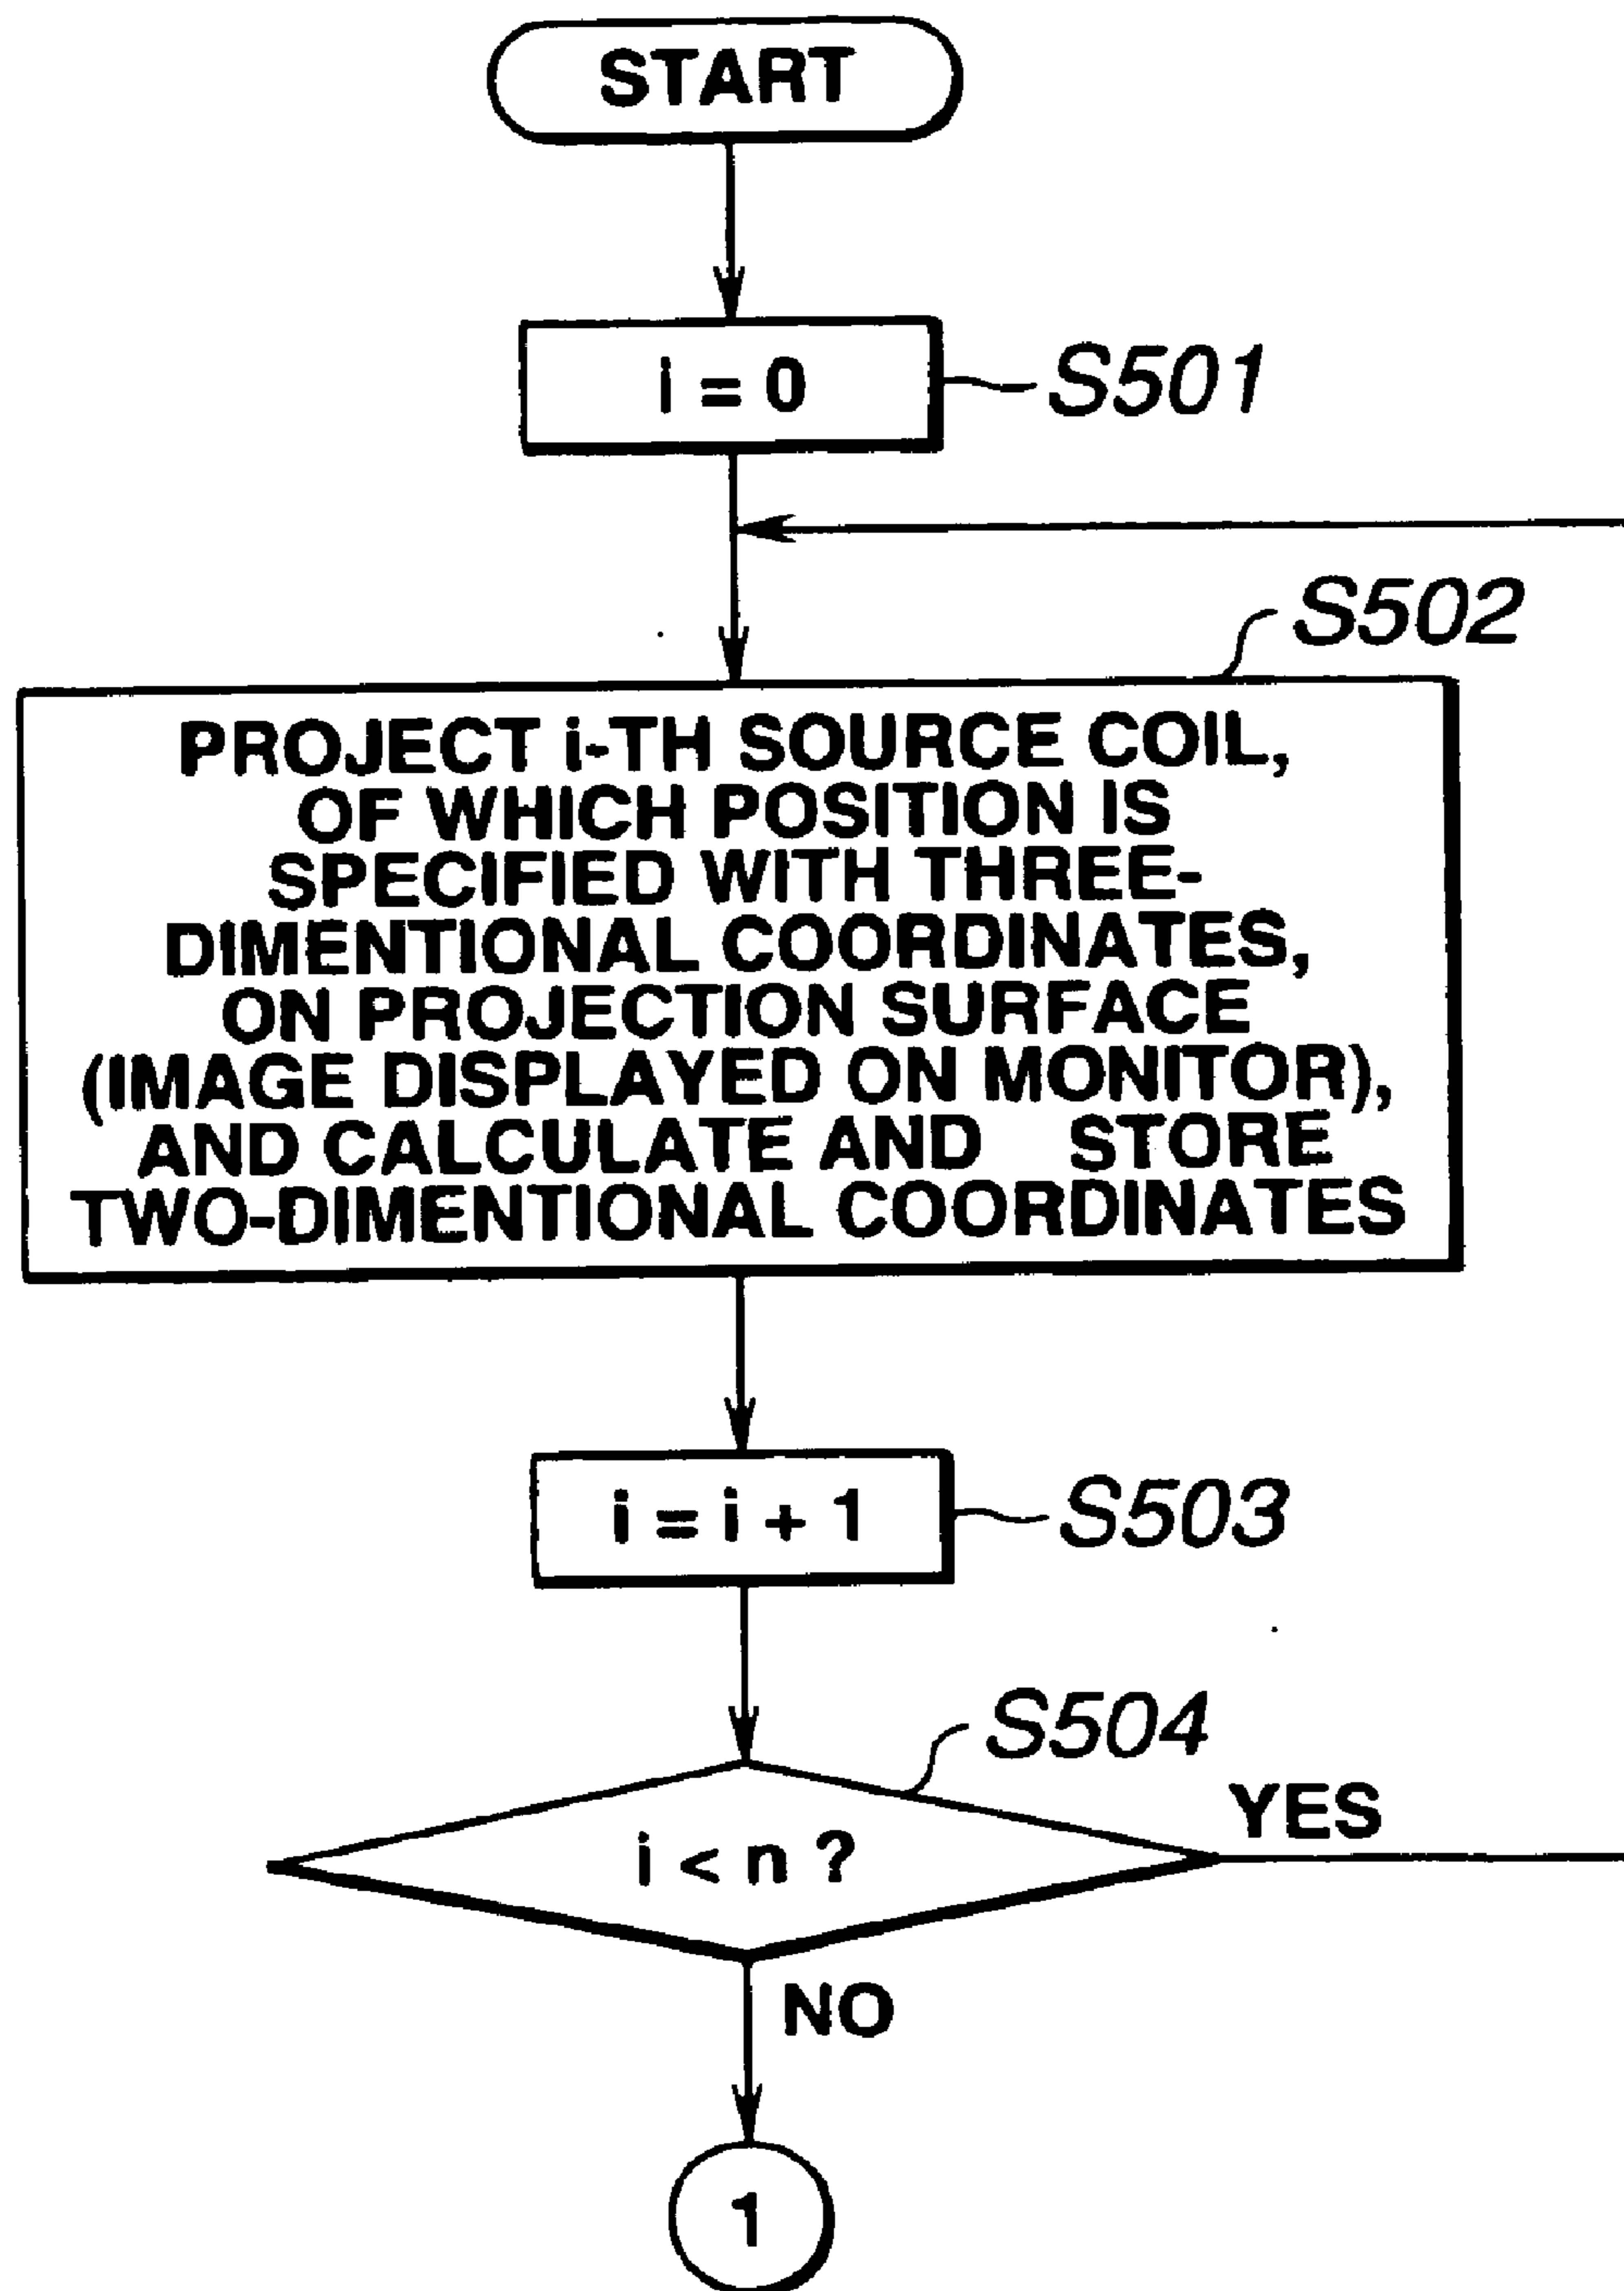 START
i = 0
S501
S502
PROJECT i-TH SOURCE COIL,
OF WHICH POSITION IS
SPECIFIED WITH THREE-
DIMENTIONAL COORDINATES,
ON PROJECTION SURFACE
(IMAGE DISPLAYED ON MONITOR),
AND CALCULATE AND STORE
TWO-DIMENTIONAL COORDINATES
i = i + 1
S503
S504
i < n ?
YES
NO
1